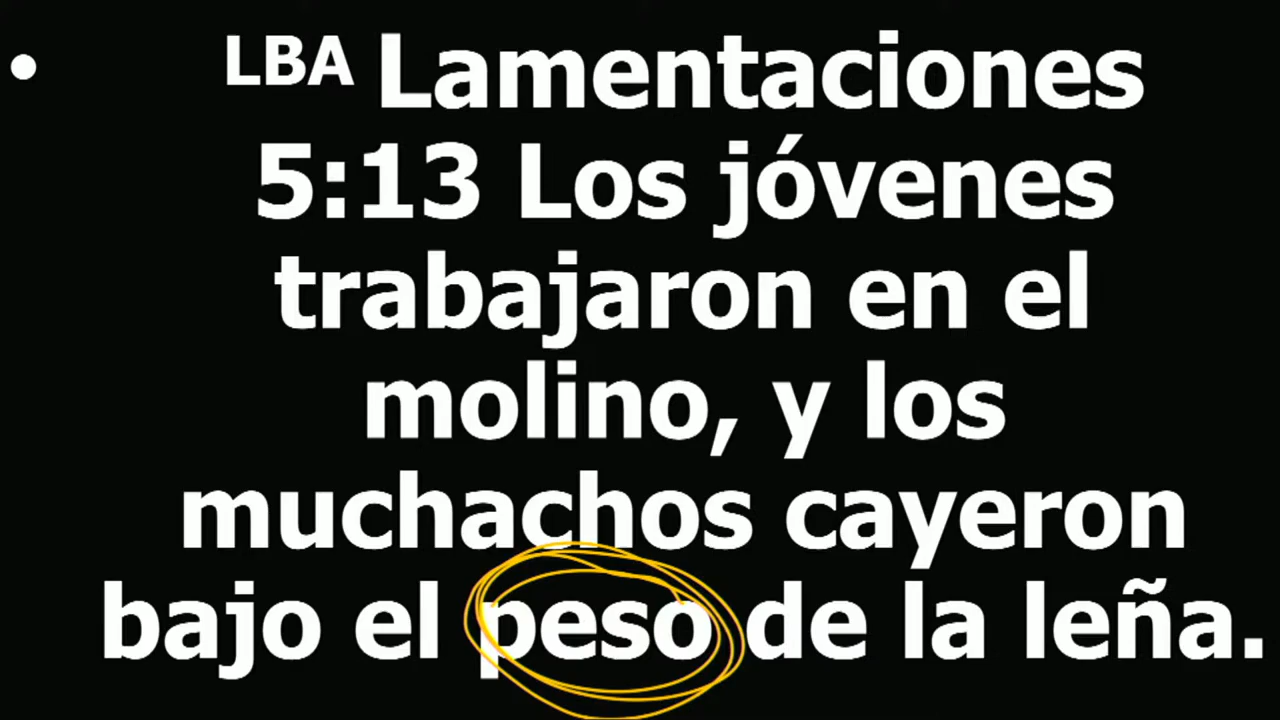 • LBA Lamentaciones
5:13 Los jóvenes
trabajaron en el
molino, y los
muchachos cayeron
bajo el peso de la leña.